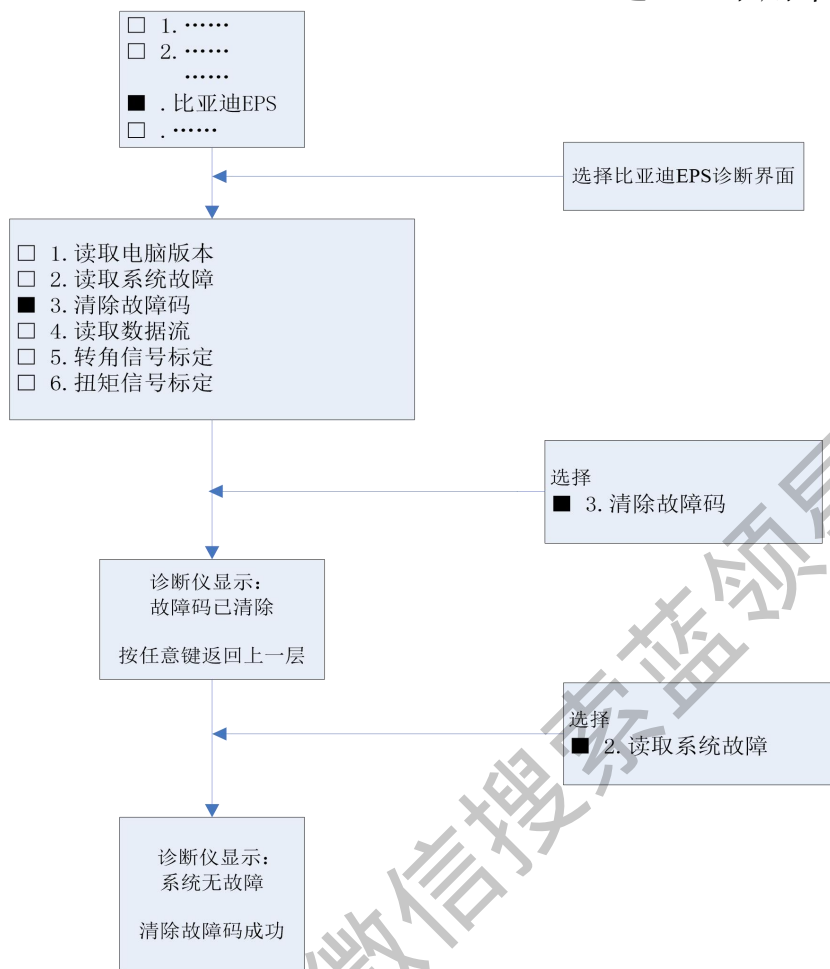 □ 1.……
□ 2.……
……
■ .比亚迪EPS
□ .……
选择比亚迪EPS诊断界面
□ 1.读取电脑版本
□ 2.读取系统故障
■ 3.清除故障码
□ 4.读取数据流
□ 5.转角信号标定
□ 6.扭矩信号标定
选择
■ 3.清除故障码
诊断仪显示：
故障码已清除
按任意键返回上一层
选择
■ 2.读取系统故障
诊断仪显示：
系统无故障
清除故障码成功
微信搜索蓝领